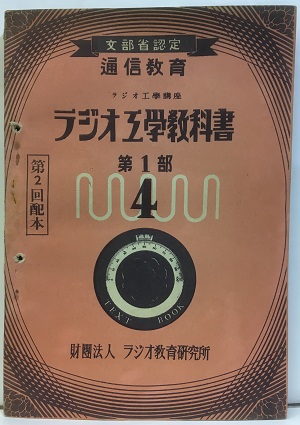 文部省認定
通信教育
ラジオ工學講座
ラジオ工學教科書
第1部
4
第2回配本
TEXT BOOK
財團法人 ラジオ教育研究所